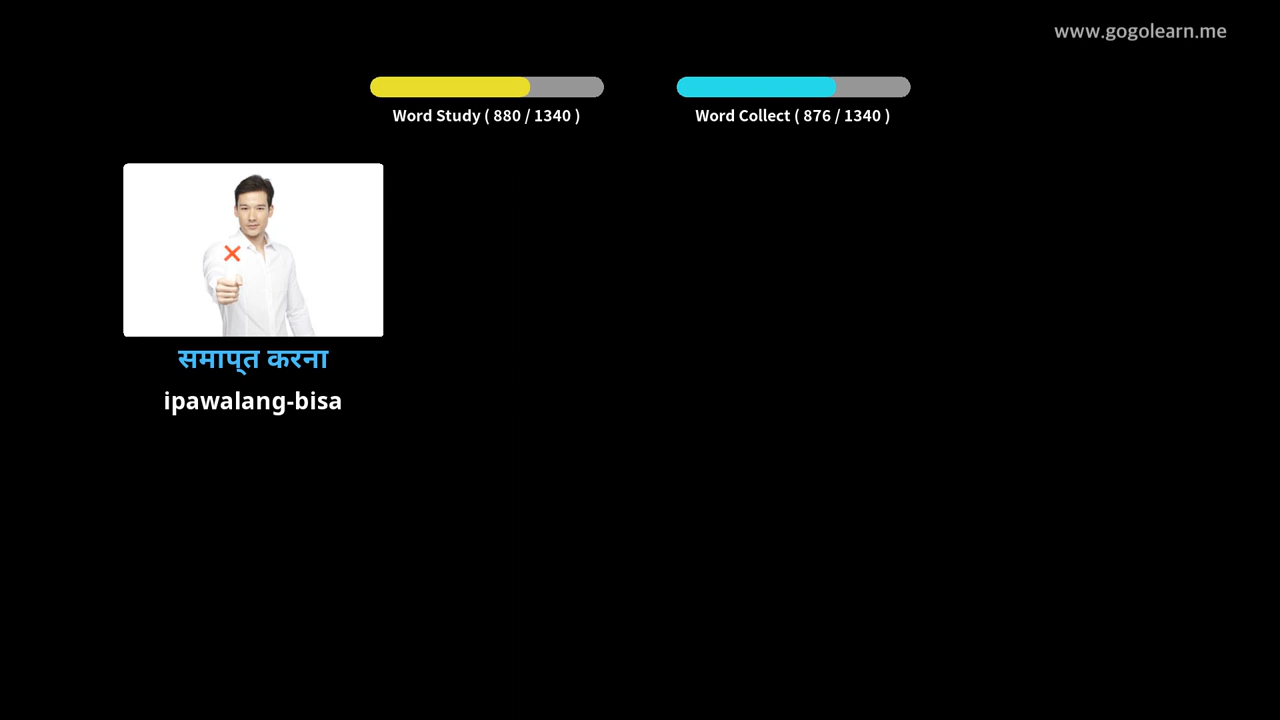 www.gogolearn.me
Word Study ( 880 / 1340 )
Word Collect ( 876 / 1340 )
समाप्त करना
ipawalang-bisa